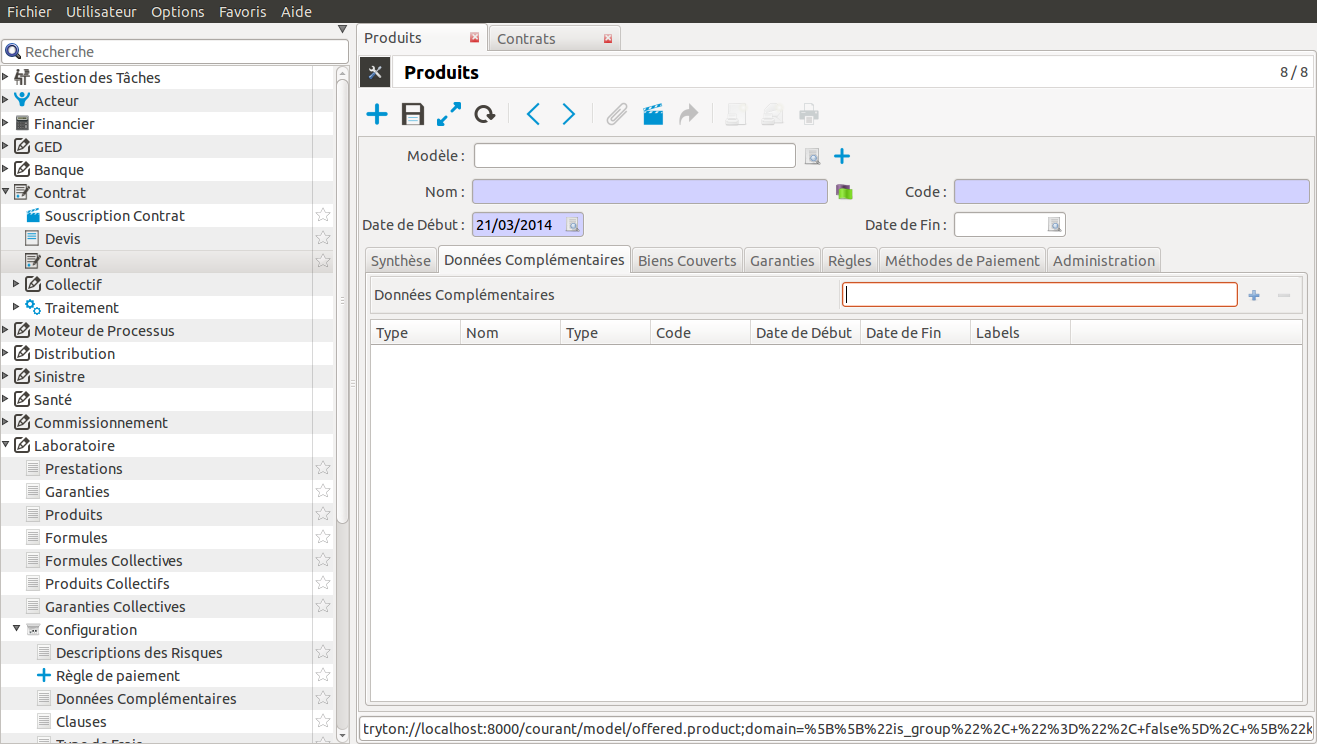 Fichier Utilisateur Options Favoris Aide
Recherche
Gestion des Tâches
Acteur
Financier
GED
Banque
Contrat
Souscription Contrat
Devis
Contrat
Collectif
Traitement
Moteur de Processus
Distribution
Sinistre
Santé
Commissionnement
Laboratoire
Prestations
Garanties
Produits
Formules
Formules Collectives
Produits Collectifs
Garanties Collectives
Configuration
Descriptions des Risques
Règle de paiement
Données Complémentaires
Clauses
Type de Frais
Produits Contrats
Produits 8 / 8
Modèle :
Nom : Code :
Date de Début : 21/03/2014 Date de Fin :
Synthèse Données Complémentaires Biens Couverts Garanties Règles Méthodes de Paiement Administration
Données Complémentaires
Type Nom Type Code Date de Début Date de Fin Labels
tryton://localhost:8000/courant/model/offered.product;domain=%5B%5B%22is_group%22%2C+%22%3D%22%2C+false%5D%2C+%5B%22k